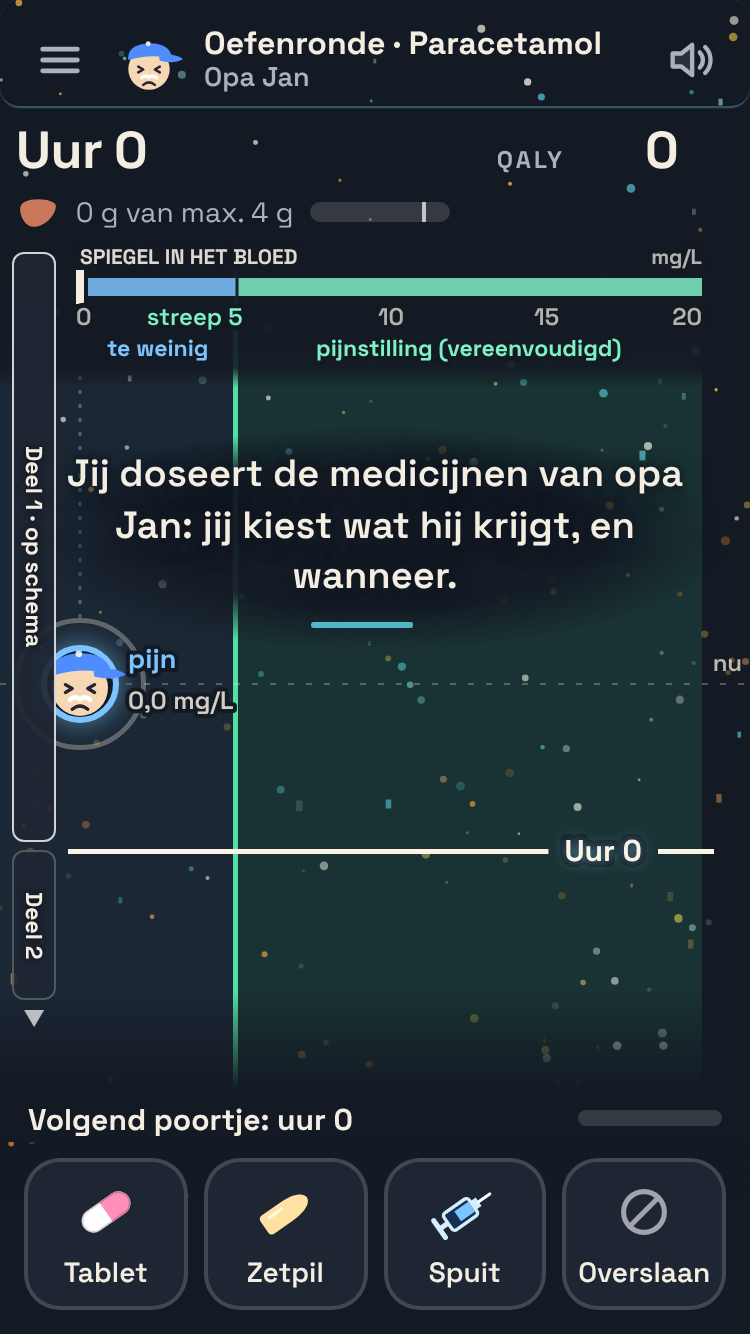 Oefenronde · Paracetamol
Opa Jan
Uur 0
QALY
0
0 g van max. 4 g
SPIEGEL IN HET BLOED
mg/L
0
streep 5
10
15
20
te weinig
pijnstilling (vereenvoudigd)
Jij doseert de medicijnen van opa
Jan: jij kiest wat hij krijgt, en
wanneer.
Deel 1 · op schema
pijn
0,0 mg/L
nu
Uur 0
Deel 2
Volgend poortje: uur 0
Tablet
Zetpil
Spuit
Overslaan